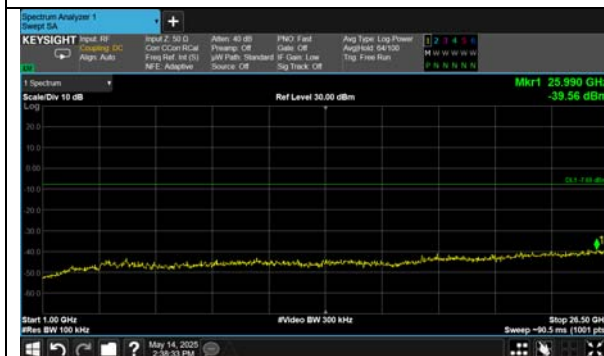 Spectrum Analyzer 1
Swept SA
KEYSIGHT
Input: RF
Coupling: DC
Align: Auto
Input Z: 50 Ω
Corr CCorr RCal
Freq Ref: Int (S)
NFE: Adaptive
Atten: 40 dB
Preamp: Off
µW Path: Standard
Source: Off
PNO: Fast
Gate: Off
IF Gain: Low
Sig Track: Off
Avg Type: Log-Power
Avg|Hold: 64/100
Trig: Free Run
1 2 3 4 5 6
M W W W W W
P N N N N N
1 Spectrum
Scale/Div 10 dB
Ref Level 30.00 dBm
Mkr1 25.990 GHz
-39.56 dBm
Log
20.0
10.0
0.00
-10.0
-20.0
-30.0
-40.0
-50.0
-60.0
1
Start 1.00 GHz
#Video BW 300 kHz
Stop 26.50 GHz
#Res BW 100 kHz
Sweep ~90.5 ms (1001 pts)
May 14, 2025
2:38:33 PM